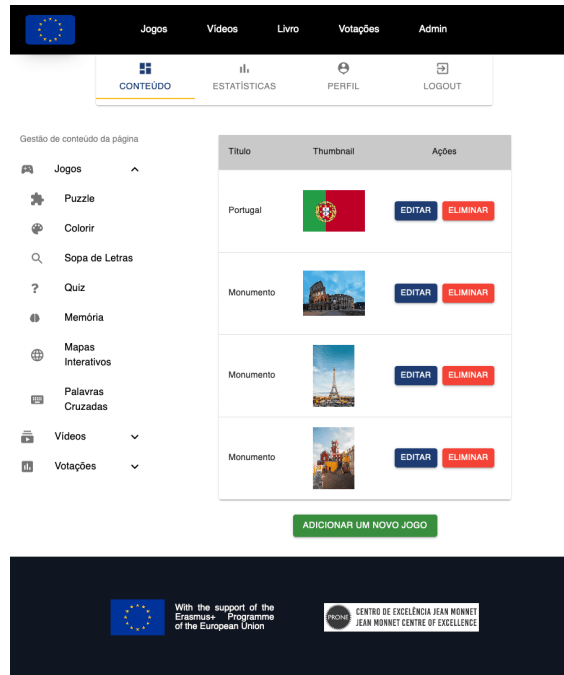 Jogos Vídeos Livro Votações Admin
CONTEÚDO ESTATÍSTICAS PERFIL LOGOUT
Gestão de conteúdo da página
Jogos
Puzzle
Colorir
Sopa de Letras
Quiz
Memória
Mapas
Interativos
Palavras
Cruzadas
Vídeos
Votações
Título Thumbnail Ações
Portugal EDITAR ELIMINAR
Monumento EDITAR ELIMINAR
Monumento EDITAR ELIMINAR
Monumento EDITAR ELIMINAR
ADICIONAR UM NOVO JOGO
With the support of the
Erasmus+ Programme
of the European Union
PRONE
CENTRO DE EXCELÊNCIA JEAN MONNET
JEAN MONNET CENTRE OF EXCELLENCE